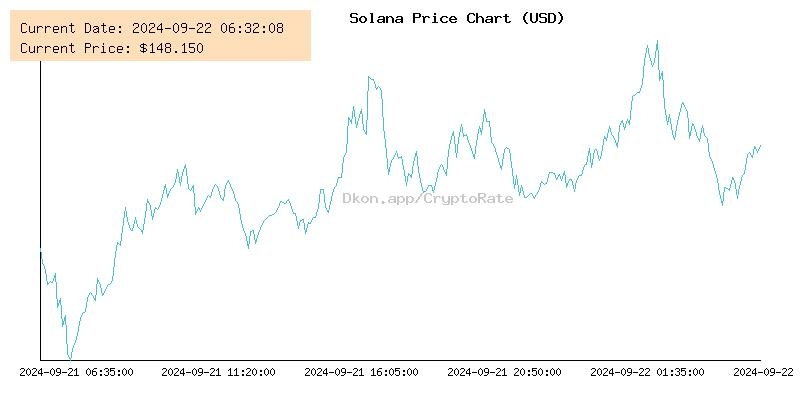 Solana Price Chart (USD)
Current Date: 2024-09-22 06:32:08
Current Price: $148.150
Dkon.app/CryptoRate
2024-09-21 06:35:00
2024-09-21 11:20:00
2024-09-21 16:05:00
2024-09-21 20:50:00
2024-09-22 01:35:00
2024-09-22